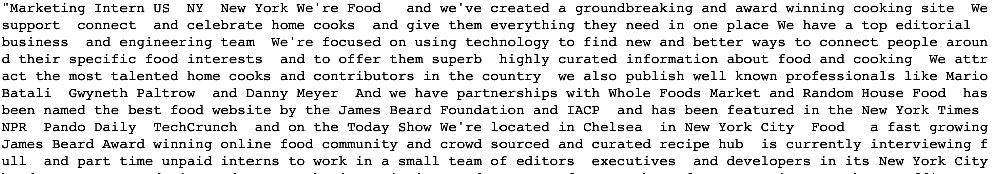 "Marketing Intern US  NY  New York We're Food   and we've created a groundbreaking and award winning cooking site  We
support  connect  and celebrate home cooks  and give them everything they need in one place We have a top editorial
business  and engineering team  We're focused on using technology to find new and better ways to connect people aroun
d their specific food interests  and to offer them superb  highly curated information about food and cooking  We attr
act the most talented home cooks and contributors in the country  we also publish well known professionals like Mario
Batali  Gwyneth Paltrow  and Danny Meyer  And we have partnerships with Whole Foods Market and Random House Food  has
been named the best food website by the James Beard Foundation and IACP  and has been featured in the New York Times
NPR  Pando Daily  TechCrunch  and on the Today Show We're located in Chelsea  in New York City  Food   a fast growing
James Beard Award winning online food community and crowd sourced and curated recipe hub  is currently interviewing f
ull  and part time unpaid interns to work in a small team of editors  executives  and developers in its New York City